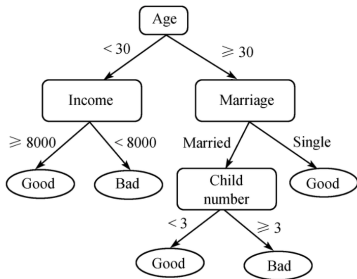 Age
< 30
≥ 30
Income
Marriage
≥ 8000
< 8000
Married
Single
Good
Bad
Child
number
Good
< 3
≥ 3
Good
Bad